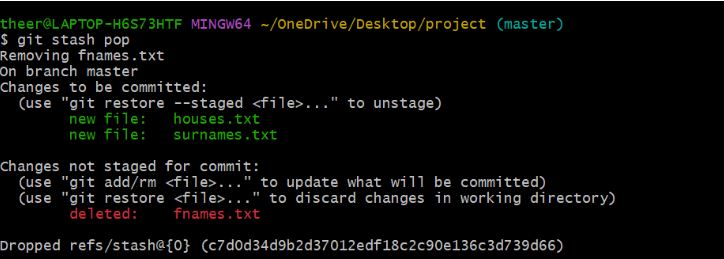 theer@LAPTOP-H6S73HTF MINGW64 ~/OneDrive/Desktop/project (master)
$ git stash pop
Removing fnames.txt
On branch master
Changes to be committed:
  (use "git restore --staged <file>..." to unstage)
        new file:   houses.txt
        new file:   surnames.txt

Changes not staged for commit:
  (use "git add/rm <file>..." to update what will be committed)
  (use "git restore <file>..." to discard changes in working directory)
        deleted:    fnames.txt

Dropped refs/stash@{0} (c7d0d34d9b2d37012edf18c2c90e136c3d739d66)